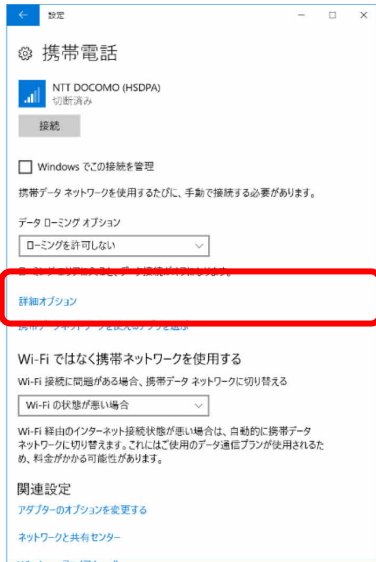 設定
携帯電話
NTT DOCOMO (HSDPA)
切断済み
接続
Windows でこの接続を管理
携帯データ ネットワークを使用するたびに、手動で接続する必要があります。
データ ローミング オプション
ローミングを許可しない
詳細オプション
Wi-Fi ではなく携帯ネットワークを使用する
Wi-Fi 接続に問題がある場合、携帯データ ネットワークに切り替える
Wi-Fi の状態が悪い場合
Wi-Fi 経由のインターネット接続状態が悪い場合は、自動的に携帯データ
ネットワークに切り替えます。これにはご使用のデータ通信プランが使用されるた
め、料金がかかる可能性があります。
関連設定
アダプターのオプションを変更する
ネットワークと共有センター